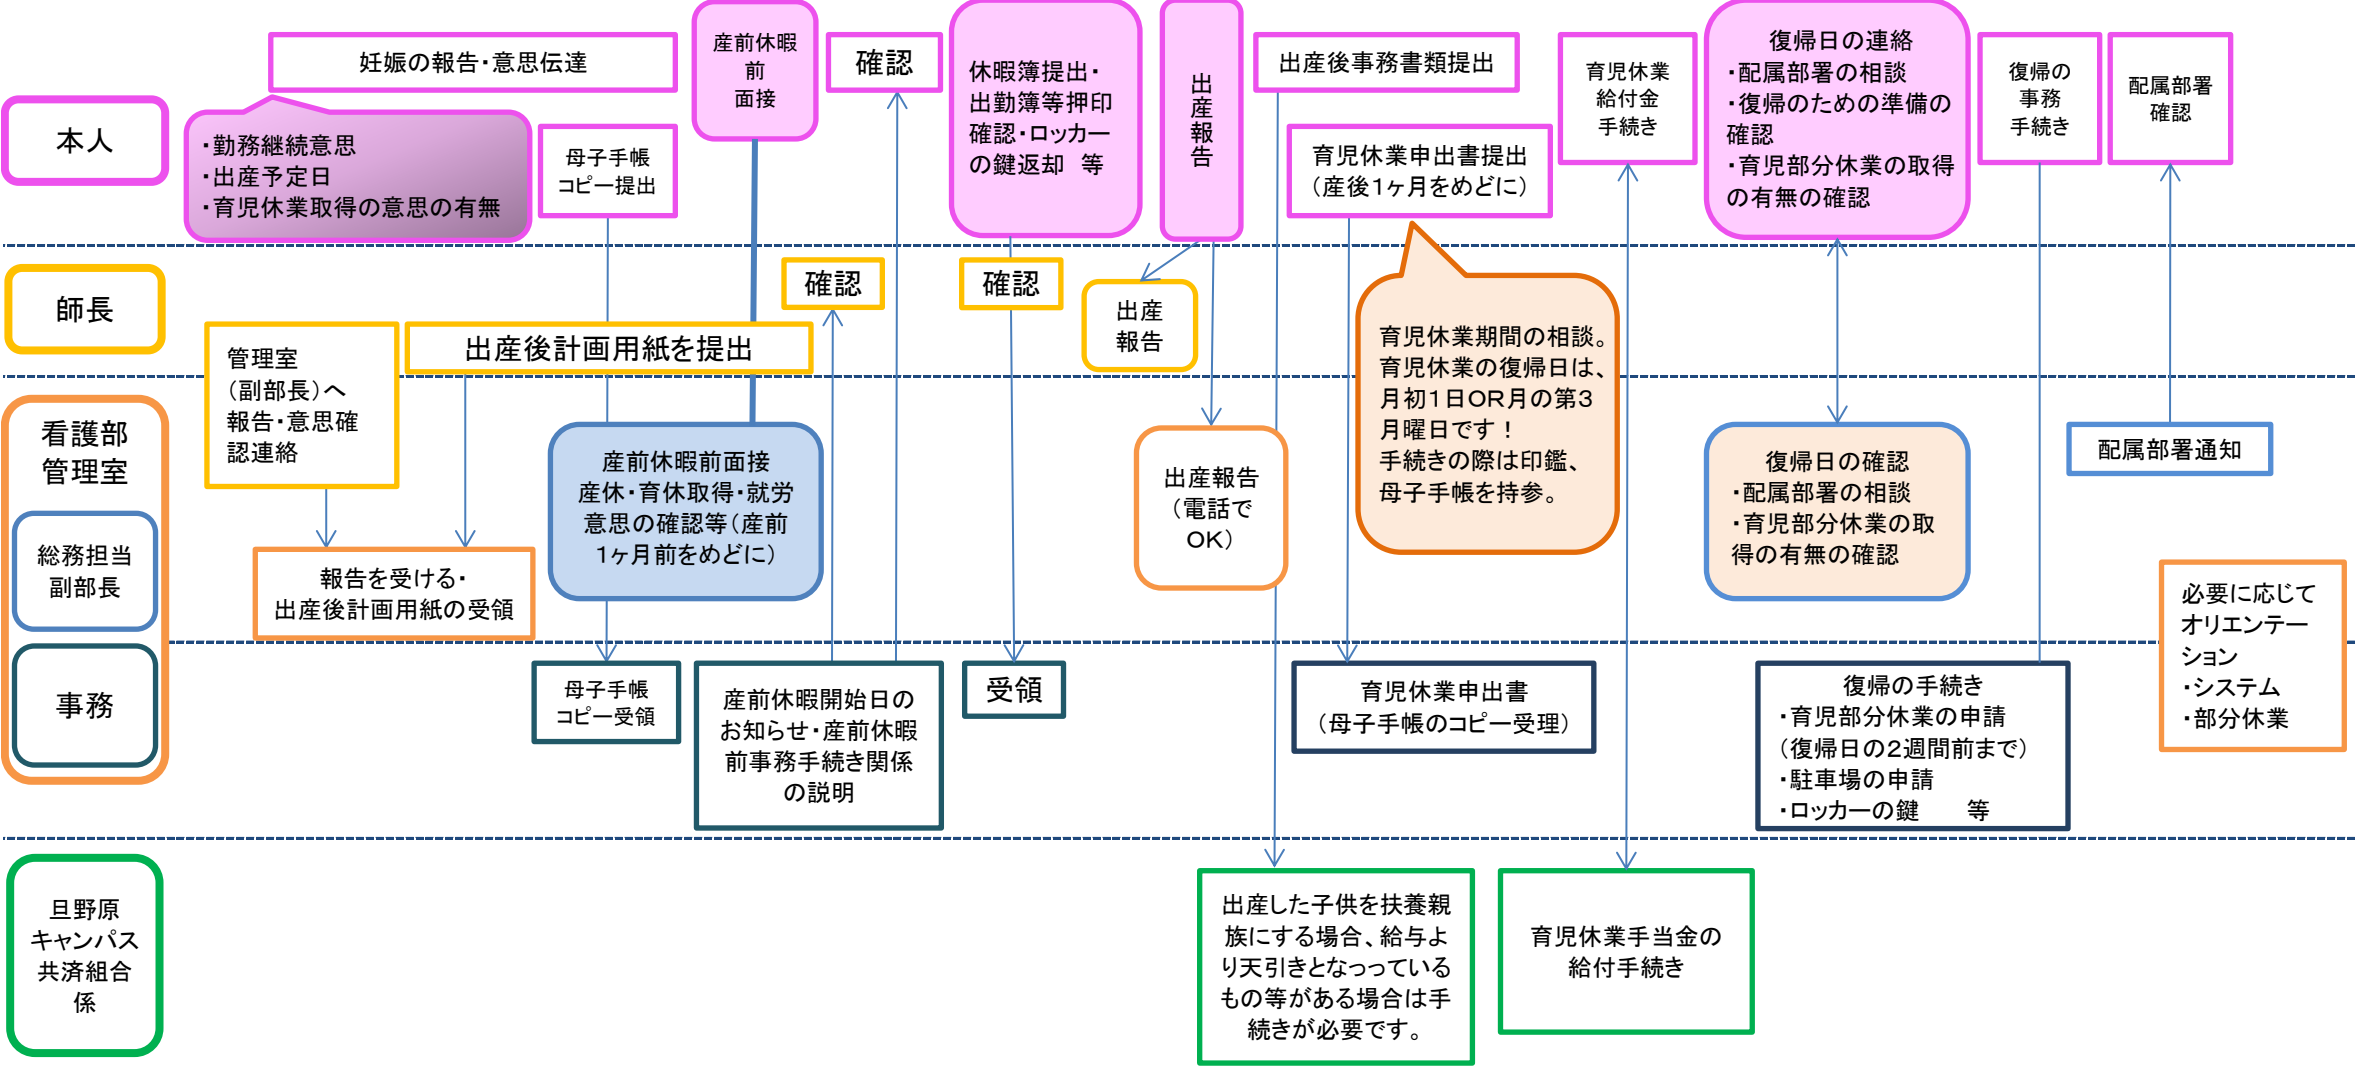 妊娠の報告・意思伝達
産前休暇
前
面接
確認
休暇簿提出・
出勤簿等押印
確認・ロッカー
の鍵返却　等
出
産
報
告
出産後事務書類提出
育児休業
給付金
手続き
復帰日の連絡
・配属部署の相談
・復帰のための準備の
確認
・育児部分休業の取得
の有無の確認
復帰の
事務
手続き
配属部署
確認
本人
・勤務継続意思
・出産予定日
・育児休業取得の意思の有無
母子手帳
コピー提出
育児休業申出書提出
（産後1ヶ月をめどに）
師長
管理室
（副部長）へ
報告・意思確
認連絡
出産後計画用紙を提出
確認
確認
出産
報告
育児休業期間の相談。
育児休業の復帰日は、
月初1日OR月の第3
月曜日です！
手続きの際は印鑑、
母子手帳を持参。
看護部
管理室
総務担当
副部長
事務
報告を受ける・
出産後計画用紙の受領
産前休暇前面接
産休・育休取得・就労
意思の確認等（産前
1ヶ月前をめどに）
出産報告
（電話で
OK）
復帰日の確認
・配属部署の相談
・育児部分休業の取
得の有無の確認
配属部署通知
必要に応じて
オリエンテー
ション
・システム
・部分休業
母子手帳
コピー受領
産前休暇開始日の
お知らせ・産前休暇
前事務手続き関係
の説明
受領
育児休業申出書
（母子手帳のコピー受理）
復帰の手続き
・育児部分休業の申請
（復帰日の2週間前まで）
・駐車場の申請
・ロッカーの鍵　　等
旦野原
キャンパス
共済組合
係
出産した子供を扶養親
族にする場合、給与よ
り天引きとなっっている
もの等がある場合は手
続きが必要です。
育児休業手当金の
給付手続き